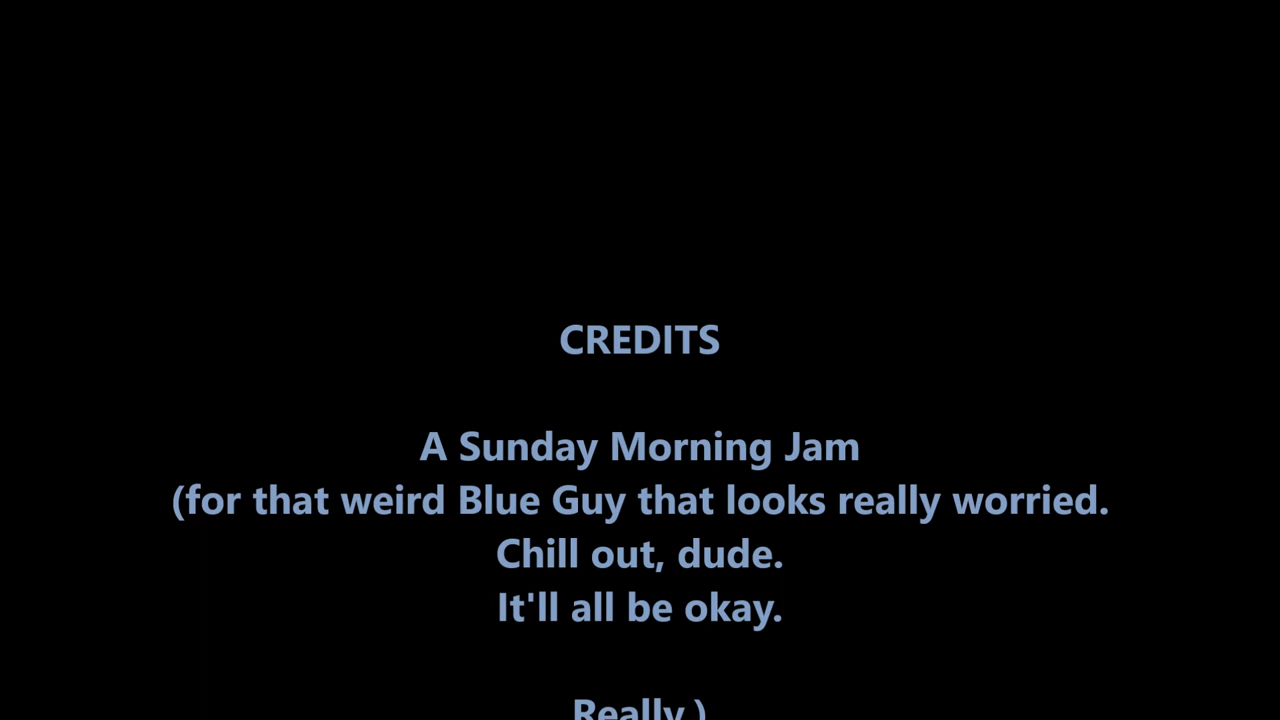 CREDITS
A Sunday Morning Jam
(for that weird Blue Guy that looks really worried.
Chill out, dude.
It'll all be okay.
Really.)